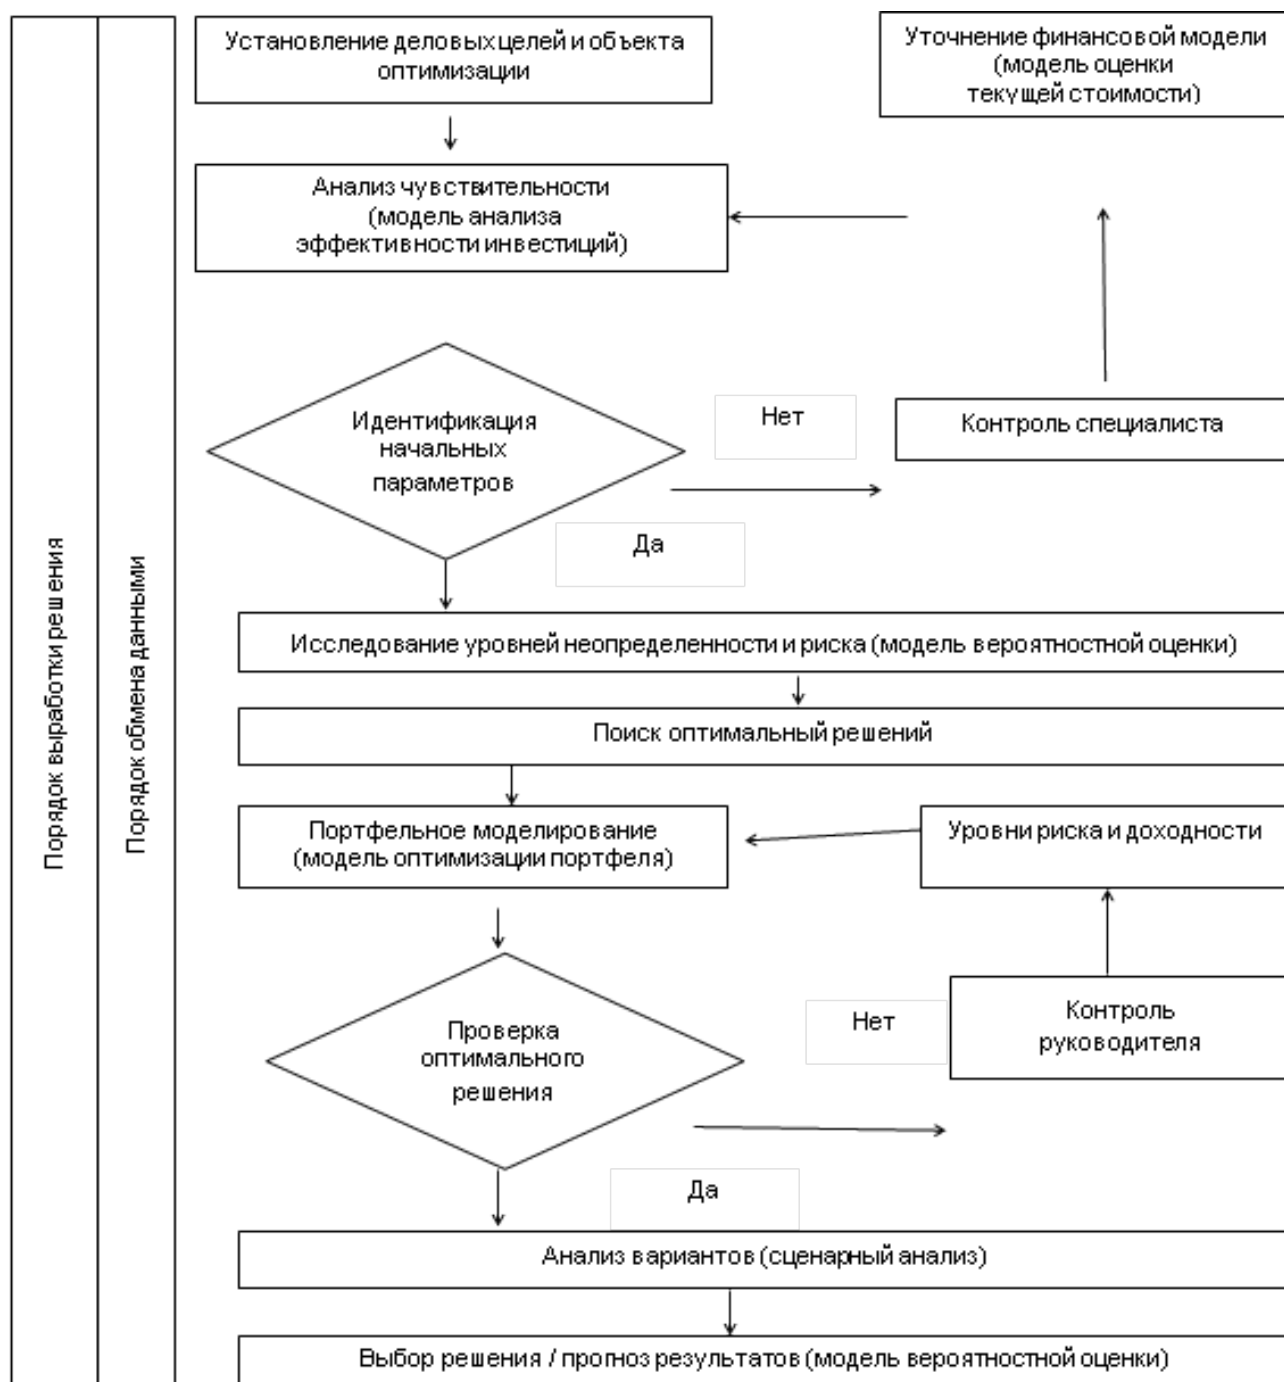 Порядок выработки решения
Порядок обмена данными
Установление деловых целей и объекта
оптимизации
Уточнение финансовой модели
(модель оценки
текущей стоимости)
Анализ чувствительности
(модель анализа
эффективности инвестиций)
Идентификация
начальных
параметров
Нет
Контроль специалиста
Да
Исследование уровней неопределенности и риска (модель вероятностной оценки)
Поиск оптимальный решений
Портфельное моделирование
(модель оптимизации портфеля)
Уровни риска и доходности
Проверка
оптимального
решения
Нет
Контроль
руководителя
Да
Анализ вариантов (сценарный анализ)
Выбор решения / прогноз результатов (модель вероятностной оценки)